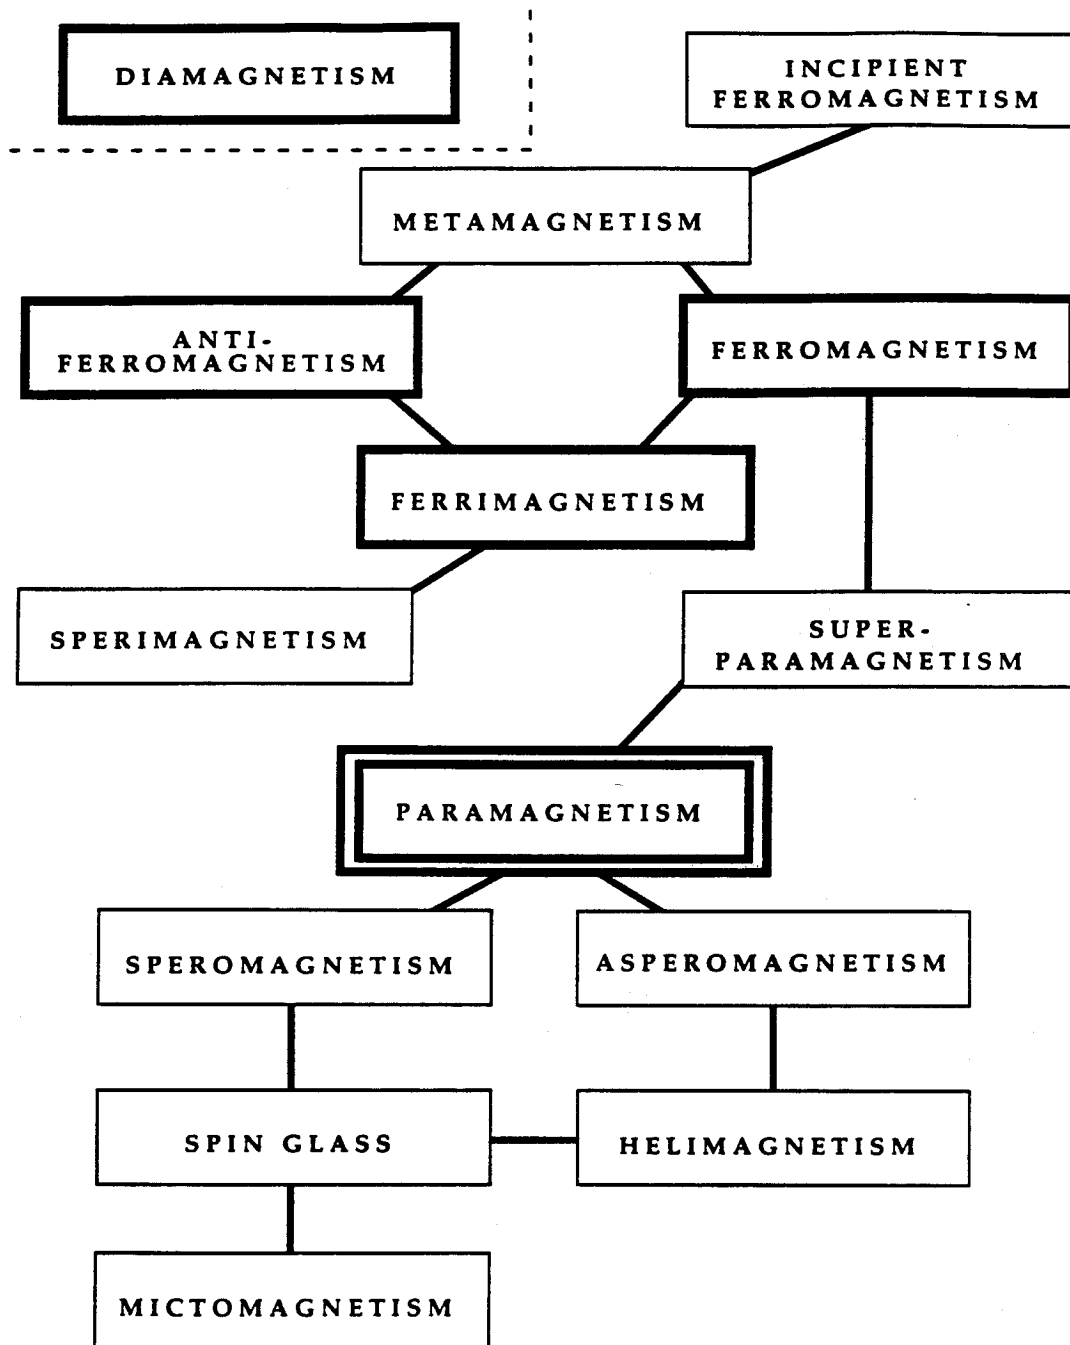 DIAMAGNETISM
INCIPIENT
FERROMAGNETISM
METAMAGNETISM
ANTI-
FERROMAGNETISM
FERROMAGNETISM
FERRIMAGNETISM
SPERIMAGNETISM
SUPER-
PARAMAGNETISM
PARAMAGNETISM
SPEROMAGNETISM
ASPEROMAGNETISM
SPIN GLASS
HELIMAGNETISM
MICTOMAGNETISM